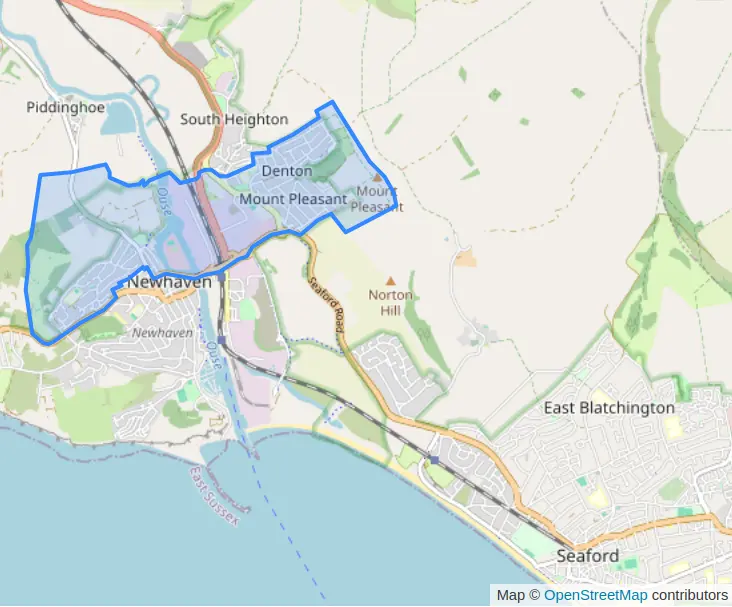 Piddinghoe
South Heighton
Denton
Mount Pleasant
Mount
Pleasant
Ouse
Newhaven
Seaford Road
Norton
Hill
Newhaven
Ouse
East Blatchington
East Sussex
Seaford
Map © OpenStreetMap contributors